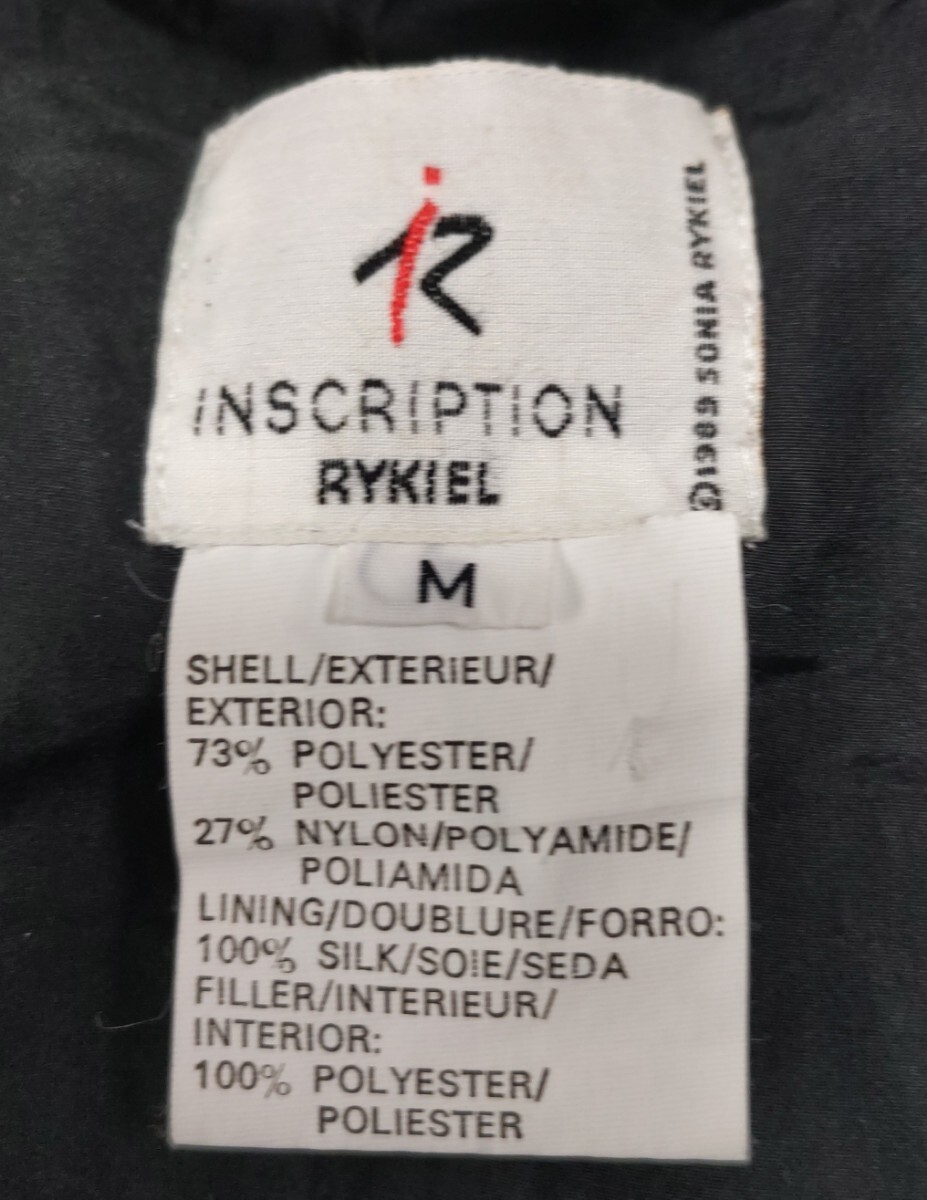 iR
INSCRIPTION
RYKIEL
©1989 SONIA RYKIEL
M
SHELL/EXTERIEUR/
EXTERIOR:
73% POLYESTER/
POLIESTER
27% NYLON/POLYAMIDE/
POLIAMIDA
LINING/DOUBLURE/FORRO:
100% SILK/SOIE/SEDA
FILLER/INTERIEUR/
INTERIOR:
100% POLYESTER/
POLIESTER